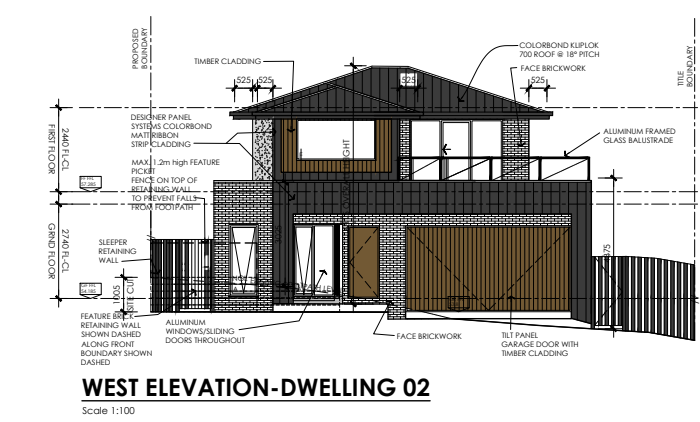 PROPOSED
BOUNDARY
TIMBER CLADDING
COLORBOND KLIPLOK
700 ROOF @ 18° PITCH
FACE BRICKWORK
TITLE
BOUNDARY
525
525
525
525
DESIGNER PANEL
SYSTEMS COLORBOND
MATT RIBBON
STRIP CLADDING
ALUMINUM FRAMED
GLASS BALUSTRADE
2440 FL-CL
FIRST FLOOR
MAX. 1.2m high FEATURE
PICKET
FENCE ON TOP OF
RETAINING WALL
TO PREVENT FALLS
FROM FOOTPATH
2740 FL-CL
GRND FLOOR
SLEEPER
RETAINING
WALL
1005
SITE CUT
FEATURE BRICK
RETAINING WALL
SHOWN DASHED
ALONG FRONT
BOUNDARY SHOWN
DASHED
ALUMINUM
WINDOWS/SLIDING
DOORS THROUGHOUT
FACE BRICKWORK
TILT PANEL
GARAGE DOOR WITH
TIMBER CLADDING
WEST ELEVATION-DWELLING 02
Scale 1:100